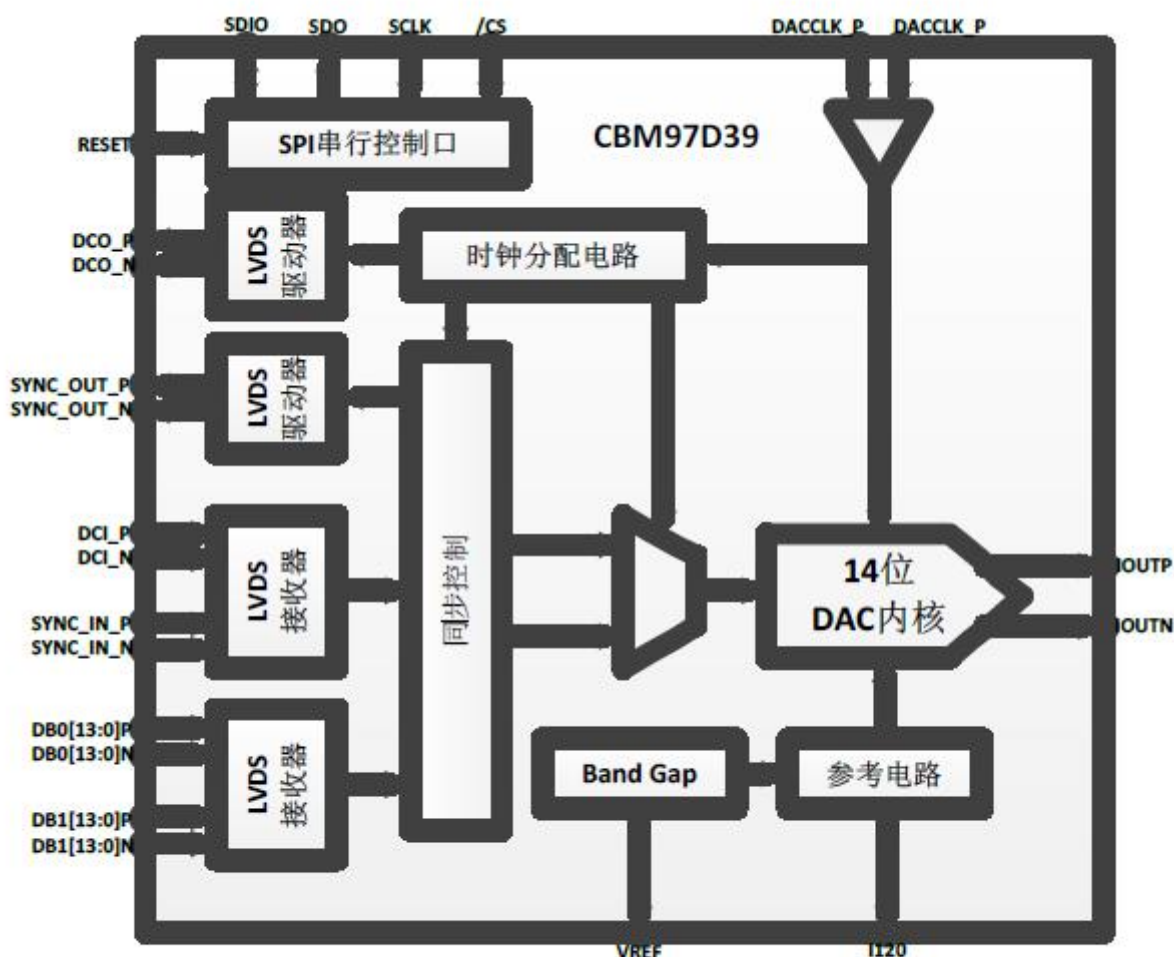 SDIO
SDO
SCLK
/CS
DACCLK_P
DACCLK_P
RESET
SPI串行控制口
CBM97D39
DCO_P
DCO_N
LVDS
驱动器
时钟分配电路
SYNC_OUT_P
SYNC_OUT_N
LVDS
驱动器
DCI_P
DCI_N
SYNC_IN_P
SYNC_IN_N
LVDS
接收器
同步控制
14位
DAC内核
IOUTP
IOUTN
DB0[13:0]P
DB0[13:0]N
DB1[13:0]P
DB1[13:0]N
LVDS
接收器
Band Gap
参考电路
VREF
I120